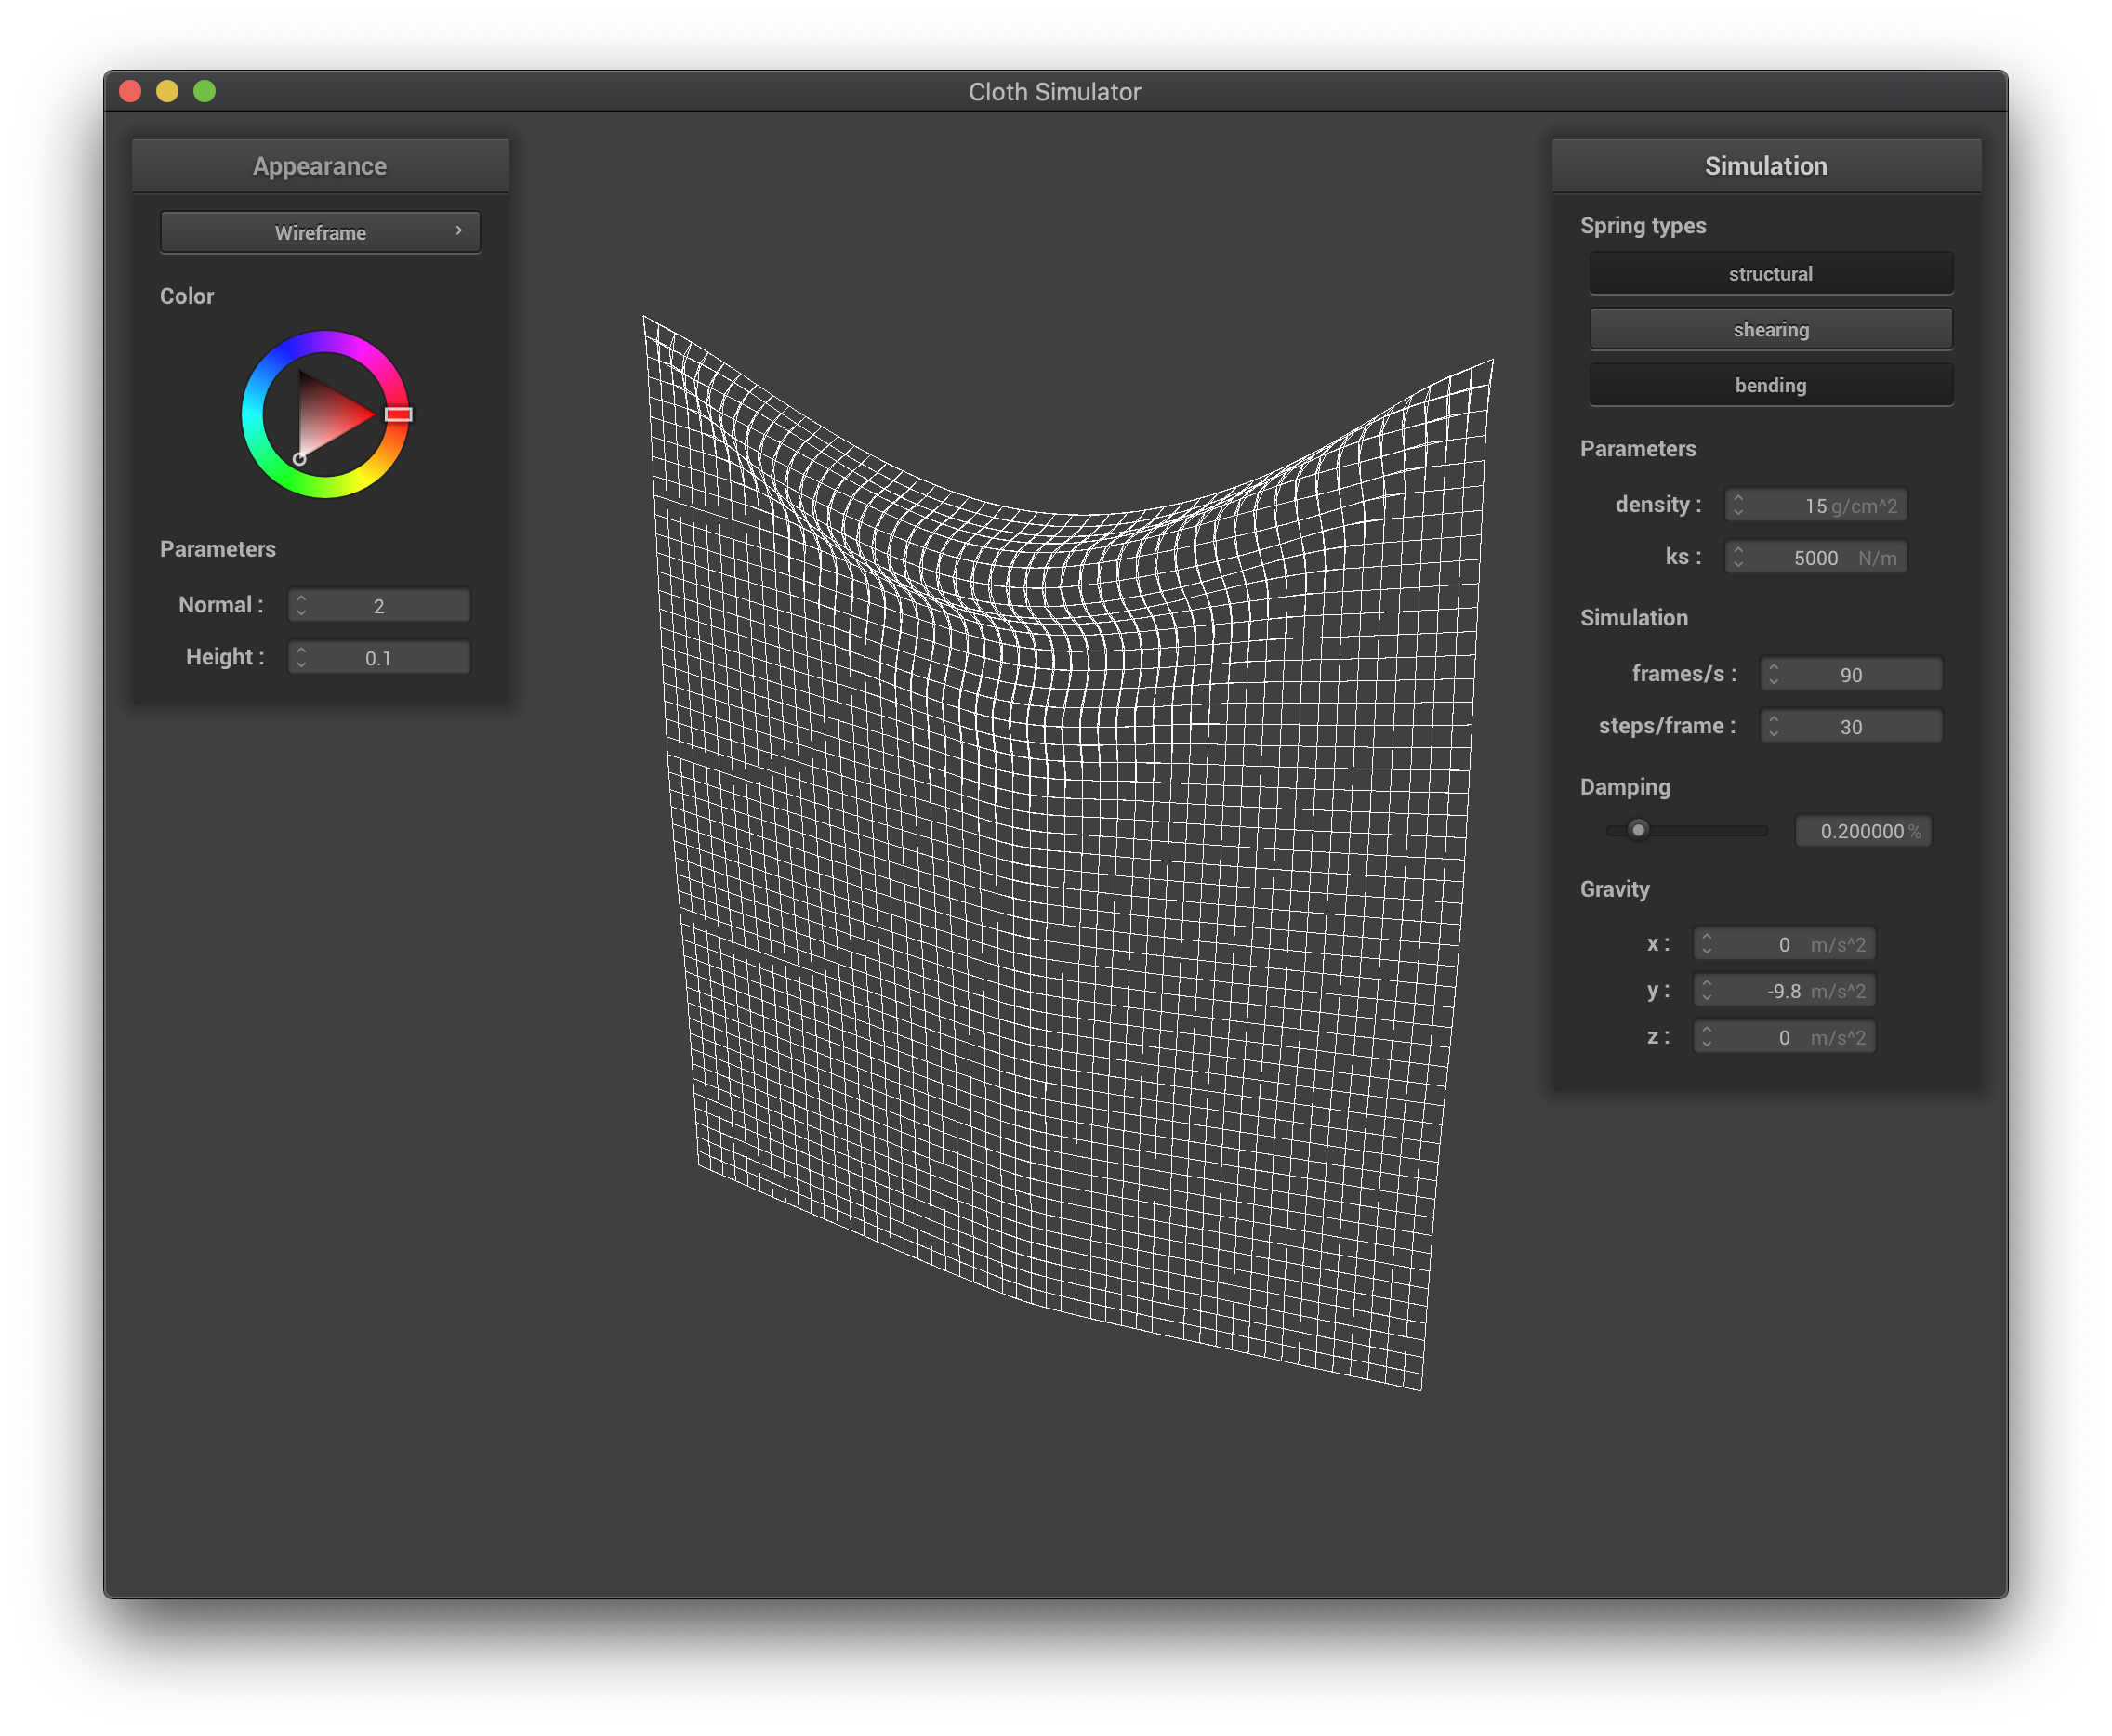 Cloth Simulator
Appearance
Wireframe
Color
Parameters
Normal : 2
Height : 0.1
Simulation
Spring types
structural
shearing
bending
Parameters
density : 15 g/cm^2
ks : 5000 N/m
Simulation
frames/s : 90
steps/frame : 30
Damping
0.200000 %
Gravity
x : 0 m/s^2
y : -9.8 m/s^2
z : 0 m/s^2